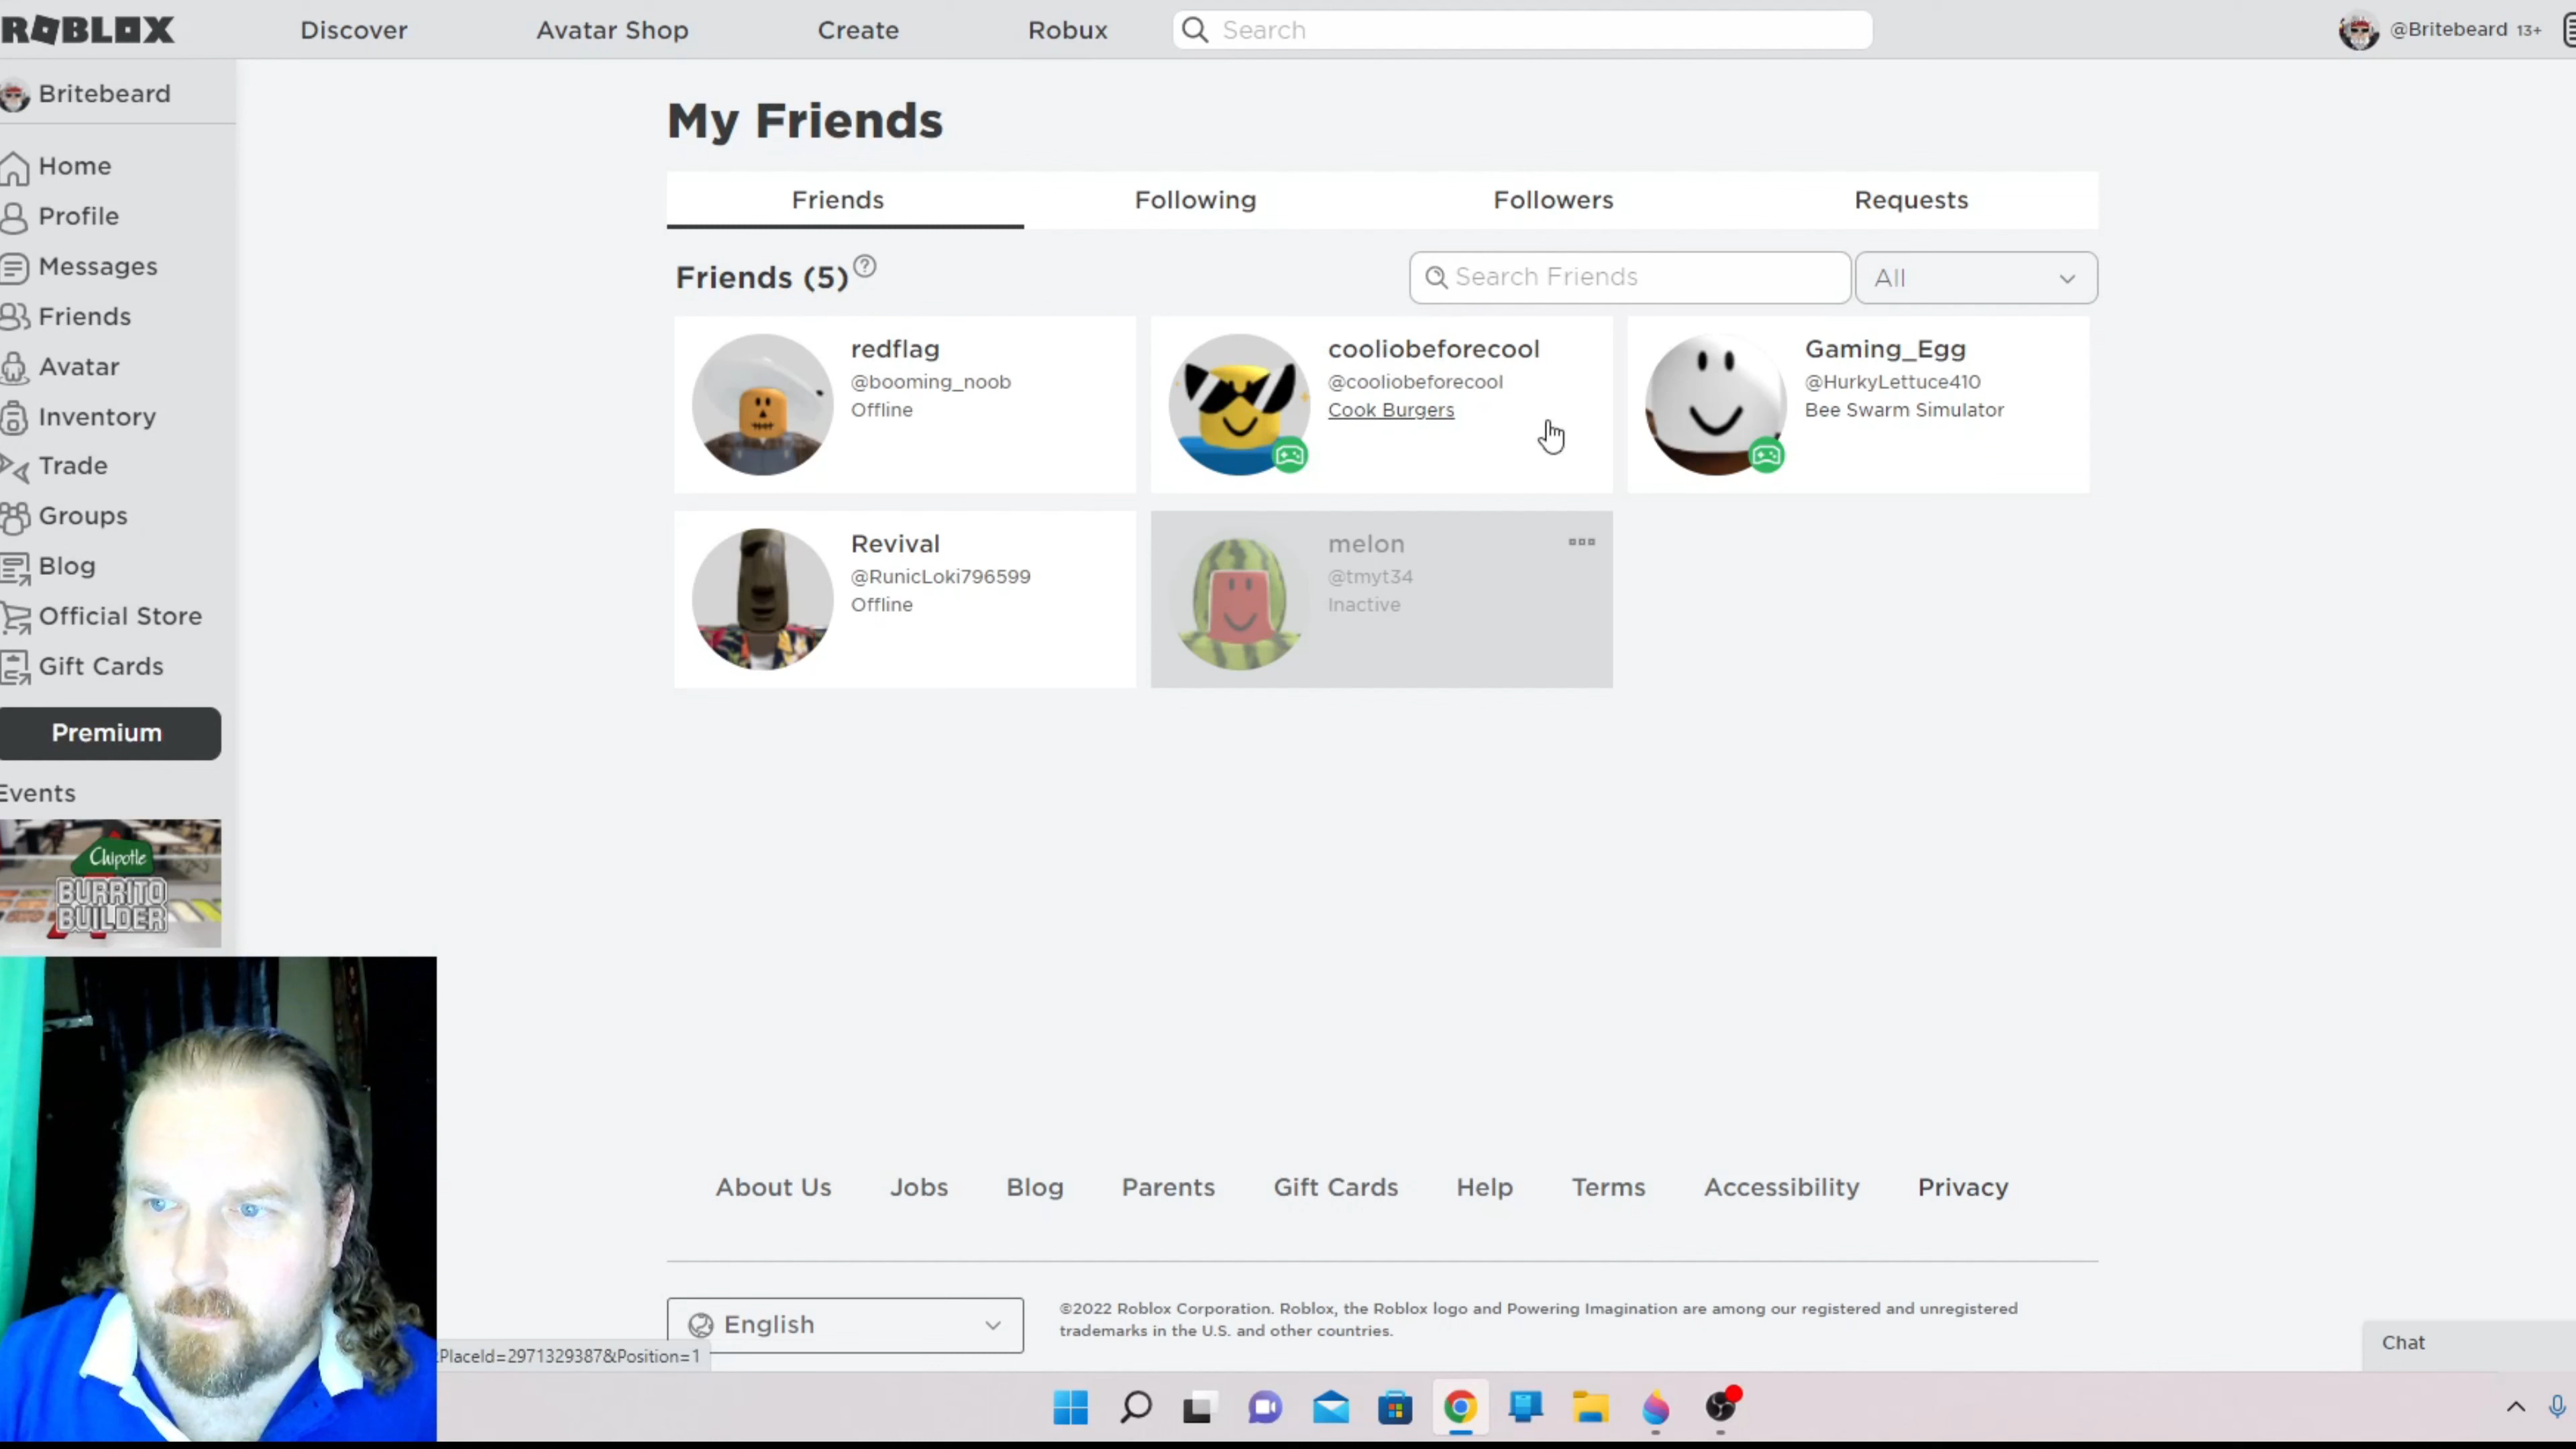 ROBLOX
Discover
Avatar Shop
Create
Robux
Search
@Britebeard 13+
Britebeard
Home
Profile
Messages
Friends
Avatar
Inventory
Trade
Groups
Blog
Official Store
Gift Cards
Premium
Events
Chipotle
BURRITO
BUILDER
My Friends
Friends
Following
Followers
Requests
Friends (5)
Search Friends
All
redflag
@booming_noob
Offline
cooliobeforecool
@cooliobeforecool
Cook Burgers
Gaming_Egg
@HurkyLettuce410
Bee Swarm Simulator
Revival
@RunicLoki796599
Offline
melon
@tmyt34
Inactive
About Us
Jobs
Blog
Parents
Gift Cards
Help
Terms
Accessibility
Privacy
English
©2022 Roblox Corporation. Roblox, the Roblox logo and Powering Imagination are among our registered and unregistered
trademarks in the U.S. and other countries.
PlaceId=2971329387&Position=1
Chat